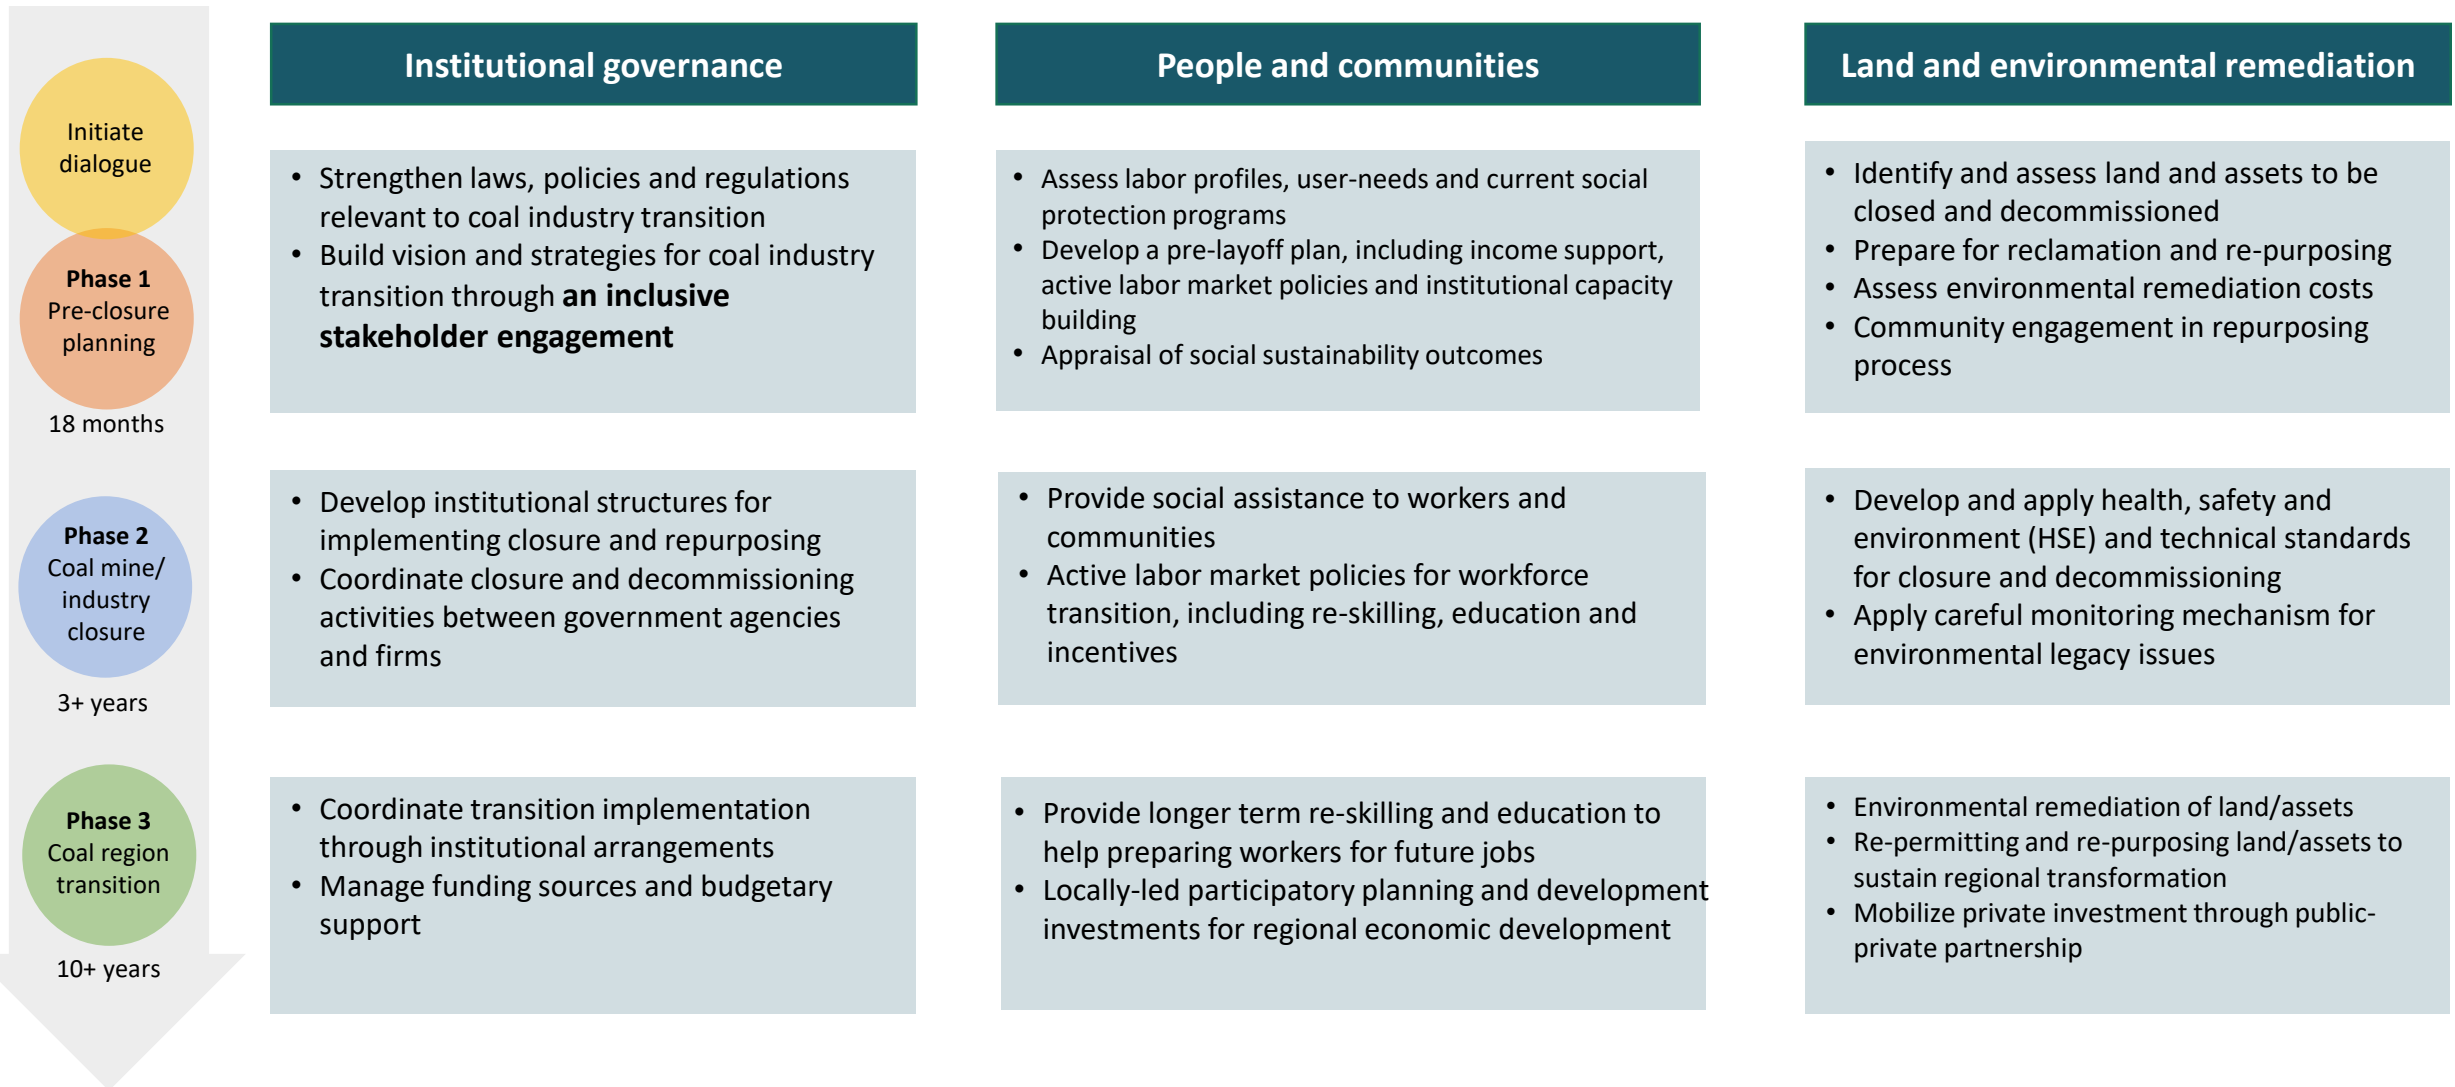 Institutional governance
People and communities
Land and environmental remediation
Initiate
dialogue
Phase 1
Pre-closure
planning
18 months
• Strengthen laws, policies and regulations
relevant to coal industry transition
• Build vision and strategies for coal industry
transition through an inclusive
stakeholder engagement
• Assess labor profiles, user-needs and current social
protection programs
• Develop a pre-layoff plan, including income support,
active labor market policies and institutional capacity
building
• Appraisal of social sustainability outcomes
• Identify and assess land and assets to be
closed and decommissioned
• Prepare for reclamation and re-purposing
• Assess environmental remediation costs
• Community engagement in repurposing
process
Phase 2
Coal mine/
industry
closure
3+ years
• Develop institutional structures for
implementing closure and repurposing
• Coordinate closure and decommissioning
activities between government agencies
and firms
• Provide social assistance to workers and
communities
• Active labor market policies for workforce
transition, including re-skilling, education and
incentives
• Develop and apply health, safety and
environment (HSE) and technical standards
for closure and decommissioning
• Apply careful monitoring mechanism for
environmental legacy issues
Phase 3
Coal region
transition
10+ years
• Coordinate transition implementation
through institutional arrangements
• Manage funding sources and budgetary
support
• Provide longer term re-skilling and education to
help preparing workers for future jobs
• Locally-led participatory planning and development
investments for regional economic development
• Environmental remediation of land/assets
• Re-permitting and re-purposing land/assets to
sustain regional transformation
• Mobilize private investment through public-
private partnership